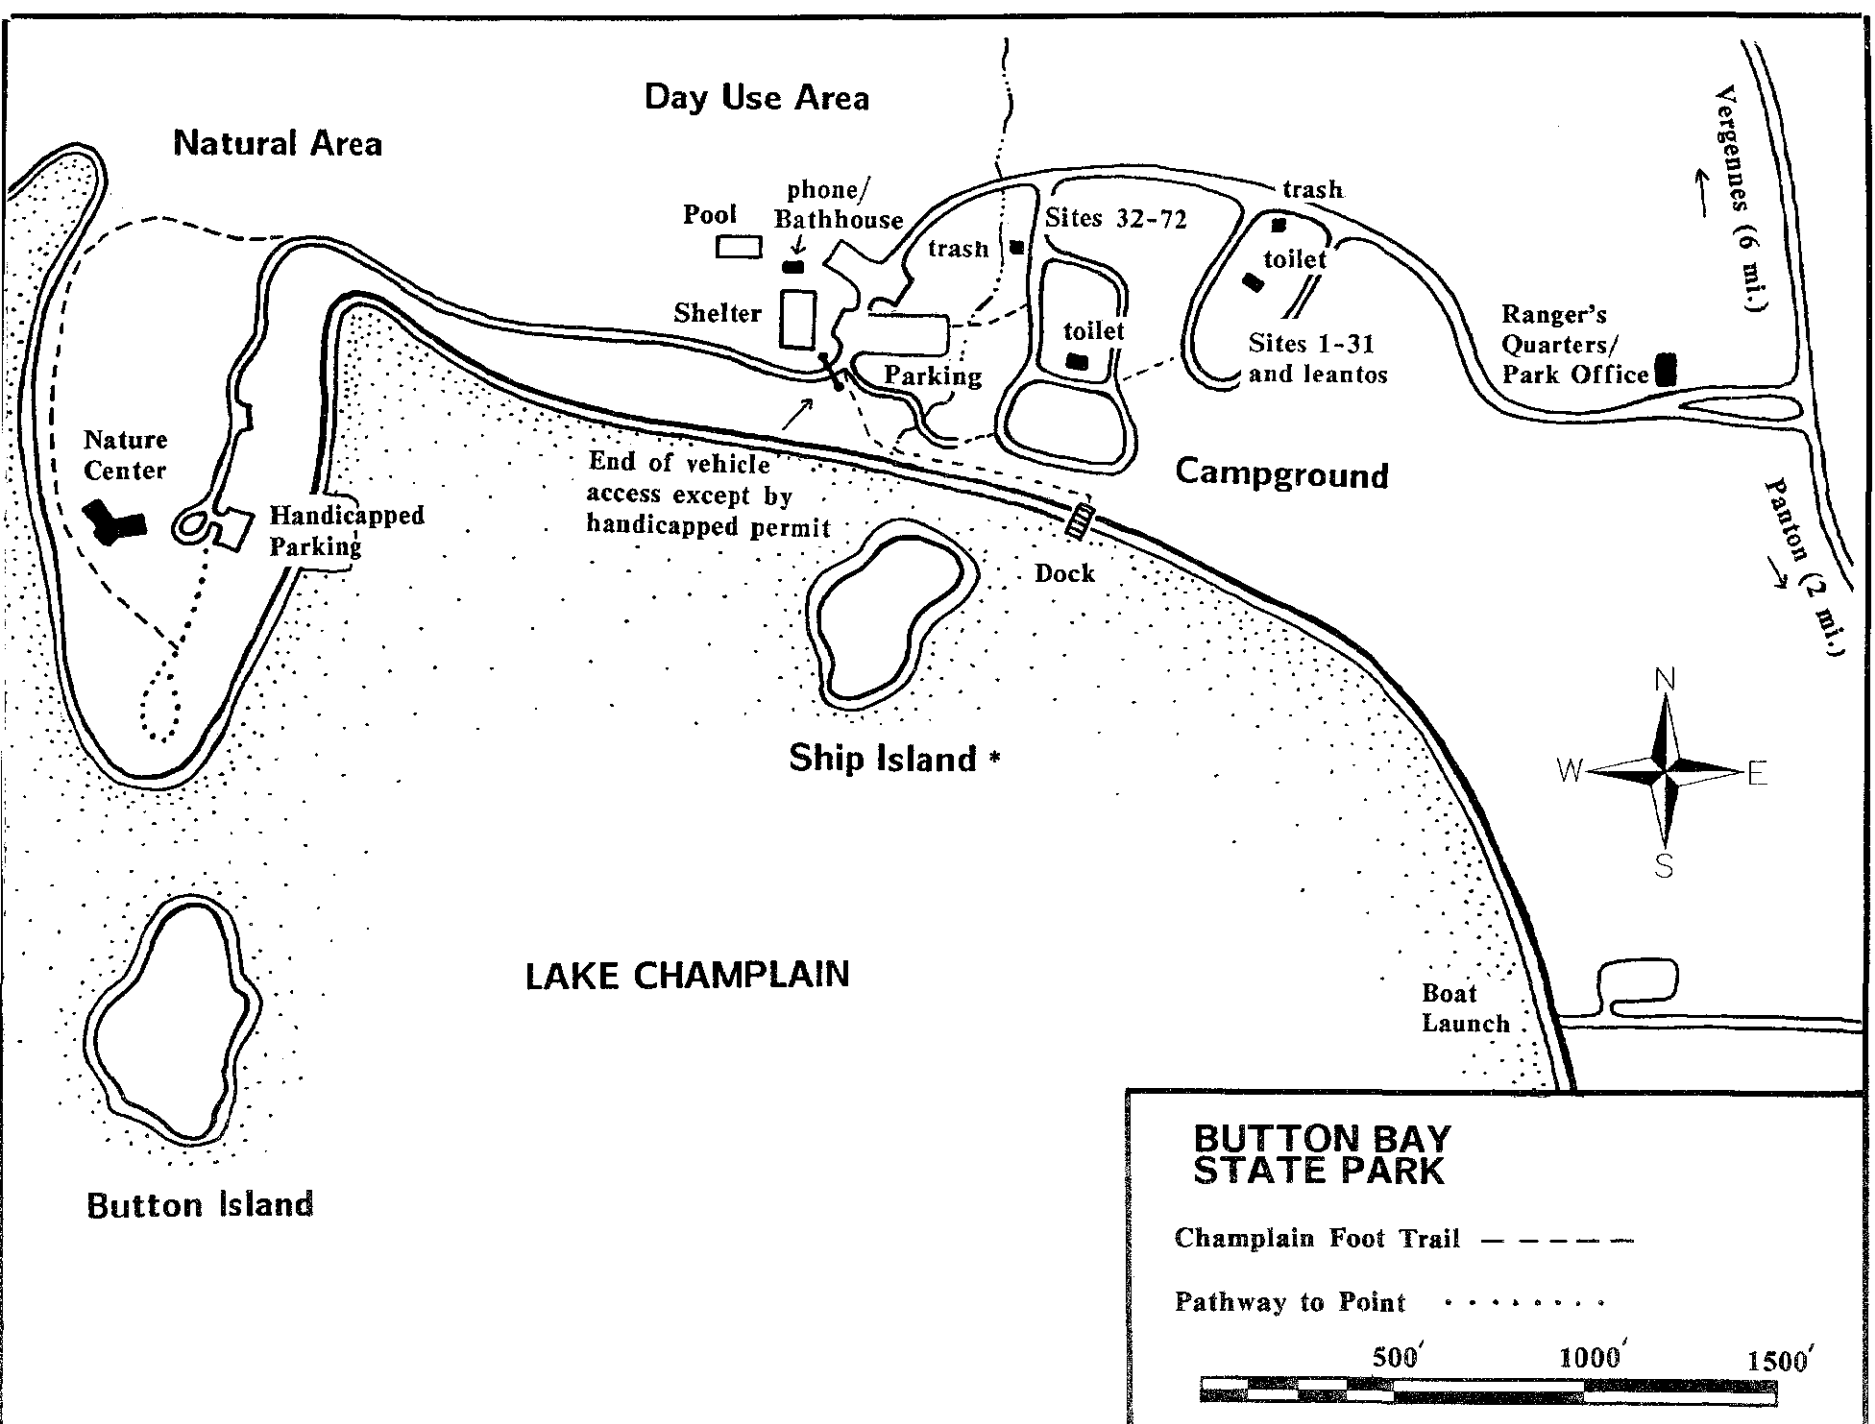 Day Use Area
Natural Area
Vergennes (6 mi.)
phone/
Bathhouse
Pool
trash
Sites 32-72
trash
toilet
Shelter
toilet
Parking
Sites 1-31
and leantos
Ranger's
Quarters/
Park Office
Nature
Center
End of vehicle
access except by
handicapped permit
Campground
Panton (2 mi.)
Handicapped
Parking
Dock
N
W E
S
Ship Island *
LAKE CHAMPLAIN
Boat
Launch
Button Island
BUTTON BAY
STATE PARK
Champlain Foot Trail
Pathway to Point
500' 1000' 1500'